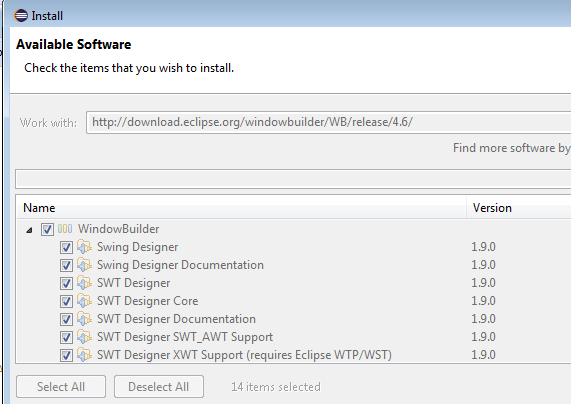 Install
Available Software
Check the items that you wish to install.
Work with: http://download.eclipse.org/windowbuilder/WB/release/4.6/
Find more software by
Name Version
WindowBuilder
Swing Designer 1.9.0
Swing Designer Documentation 1.9.0
SWT Designer 1.9.0
SWT Designer Core 1.9.0
SWT Designer Documentation 1.9.0
SWT Designer SWT_AWT Support 1.9.0
SWT Designer XWT Support (requires Eclipse WTP/WST) 1.9.0
Select All Deselect All 14 items selected